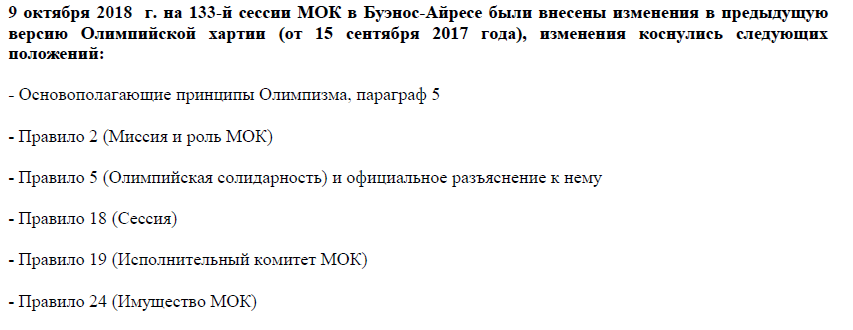 9 октября 2018  г. на 133-й сессии МОК в Буэнос-Айресе были внесены изменения в предыдущую
версию Олимпийской хартии (от 15 сентября 2017 года), изменения коснулись следующих
положений:
- Основополагающие принципы Олимпизма, параграф 5
- Правило 2 (Миссия и роль МОК)
- Правило 5 (Олимпийская солидарность) и официальное разъяснение к нему
- Правило 18 (Сессия)
- Правило 19 (Исполнительный комитет МОК)
- Правило 24 (Имущество МОК)